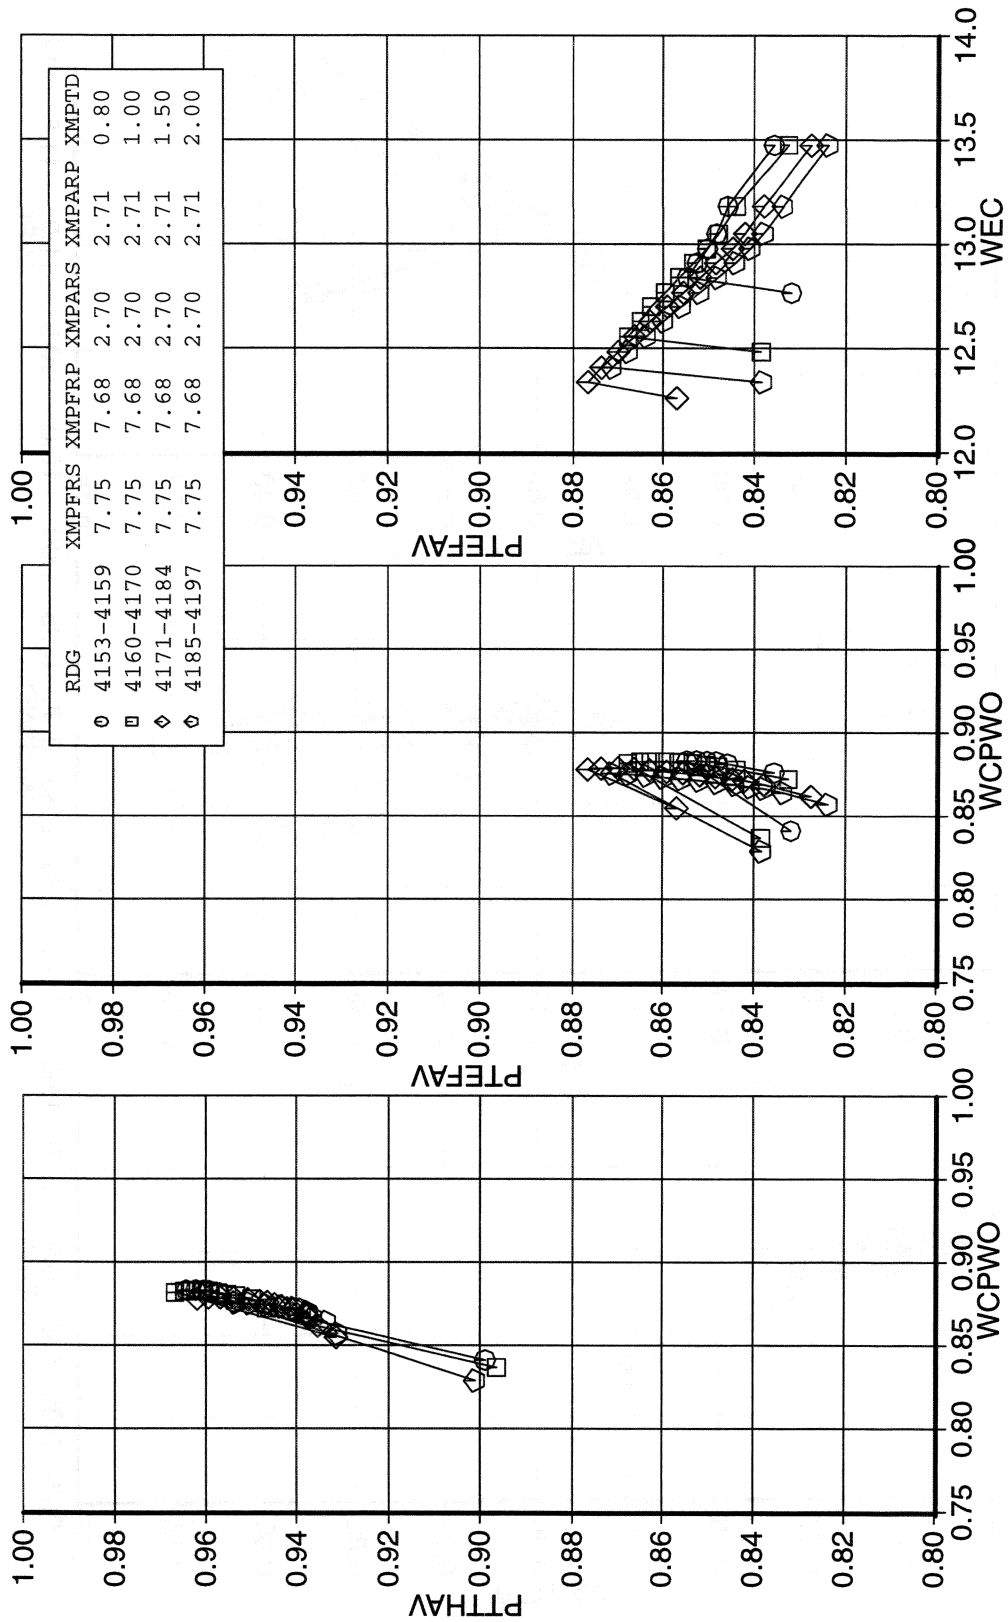 RDG XMPFRS XMPFRP XMPARS XMPARP XMPTD
4153-4159 7.75 7.68 2.70 2.71 0.80
4160-4170 7.75 7.68 2.70 2.71 1.00
4171-4184 7.75 7.68 2.70 2.71 1.50
4185-4197 7.75 7.68 2.70 2.71 2.00
PTTHAV
1.00
0.98
0.96
0.94
0.92
0.90
0.88
0.86
0.84
0.82
0.80
0.75 0.80 0.85 0.90 0.95 1.00
WCPWO
PTEFAV
1.00
0.98
0.96
0.94
0.92
0.90
0.88
0.86
0.84
0.82
0.80
0.75 0.80 0.85 0.90 0.95 1.00
WCPWO
PTEFAV
1.00
0.94
0.92
0.90
0.88
0.86
0.84
0.82
0.80
12.0 12.5 13.0 13.5 14.0
WEC